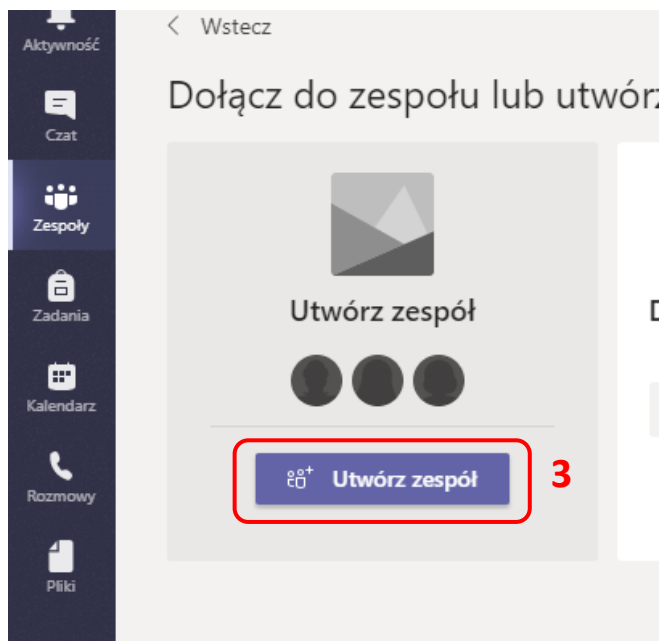 Aktywność
Czat
Zespoły
Zadania
Kalendarz
Rozmowy
Pliki
Wstecz
Dołącz do zespołu lub utwórz
Utwórz zespół
Utwórz zespół
3
D